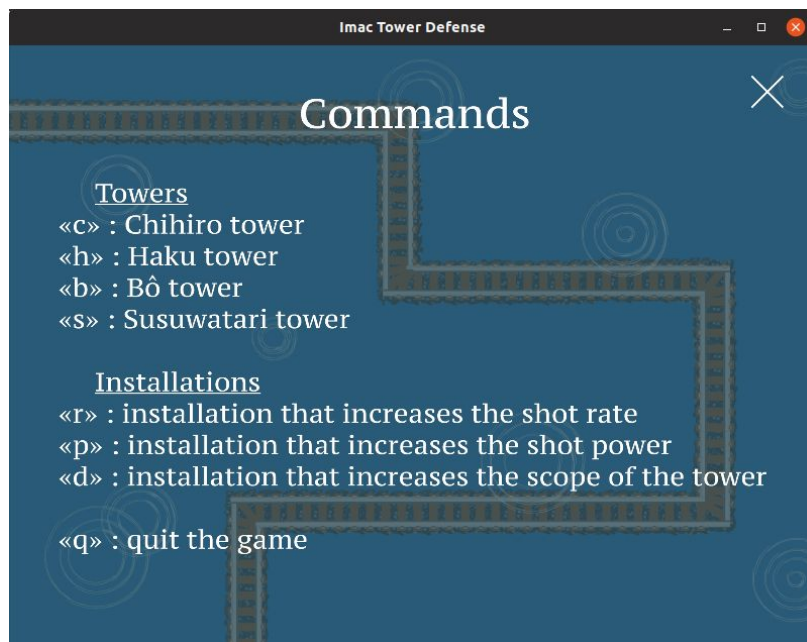 Imac Tower Defense
Commands
Towers
«c» : Chihiro tower
«h» : Haku tower
«b» : Bô tower
«s» : Susuwatari tower
Installations
«r» : installation that increases the shot rate
«p» : installation that increases the shot power
«d» : installation that increases the scope of the tower
«q» : quit the game